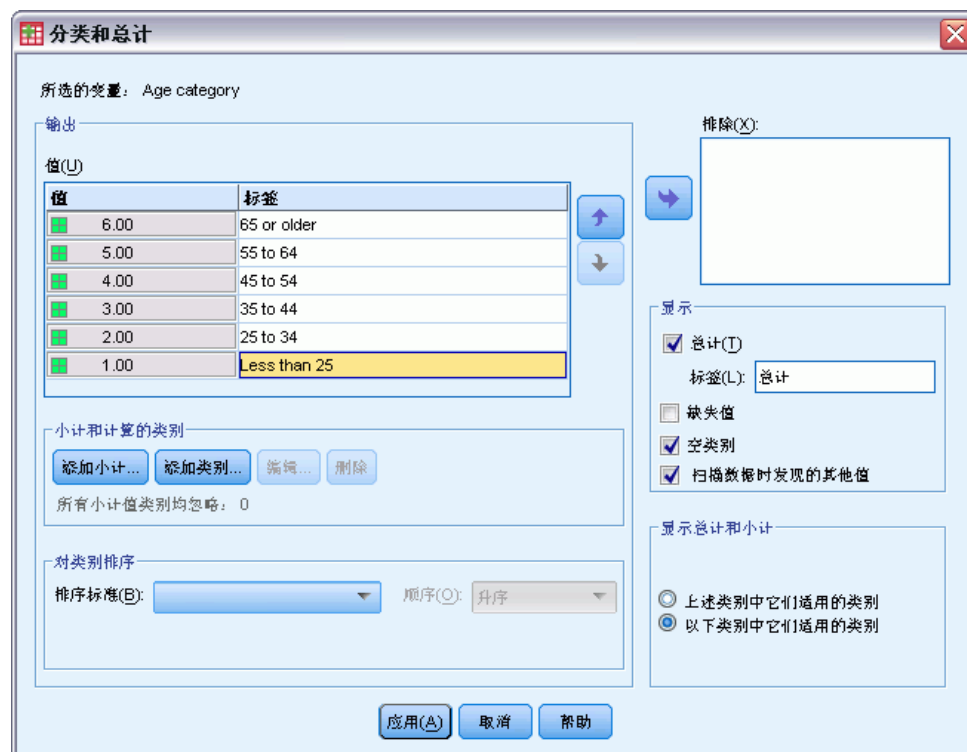 分类和总计
所选的变量： Age category
输出
值(U)
值 标签
6.00 65 or older
5.00 55 to 64
4.00 45 to 54
3.00 35 to 44
2.00 25 to 34
1.00 Less than 25
小计和计算的类别
添加小计... 添加类别... 编辑... 删除
所有小计值类别均忽略：0
对类别排序
排序标准(B): 顺序(O): 升序
排除(X):
显示
总计(T)
标签(L): 总计
缺失值
空类别
扫描数据时发现的其他值
显示总计和小计
上述类别中它们适用的类别
以下类别中它们适用的类别
应用(A) 取消 帮助